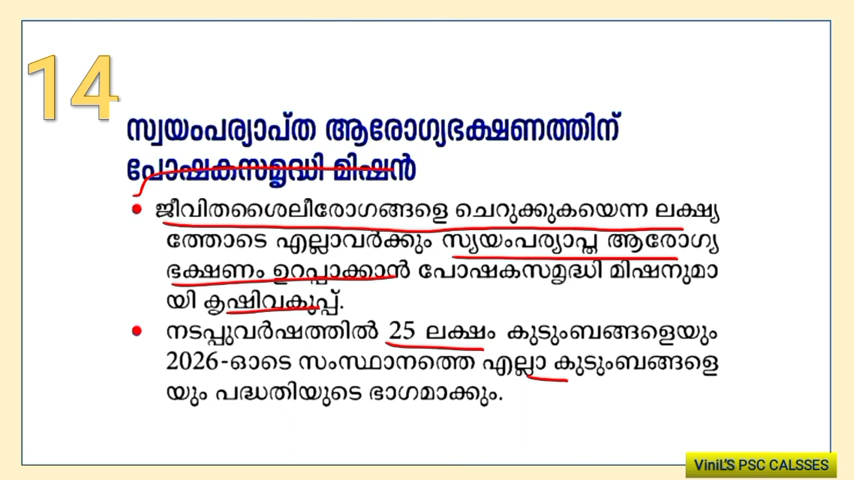 14
സ്വയംപര്യാപ്ത ആരോഗ്യഭക്ഷണത്തിന്
പോഷകസമൃദ്ധി മിഷൻ
• ജീവിതശൈലീരോഗങ്ങളെ ചെറുക്കുകയെന്ന ലക്ഷ്യ
ത്തോടെ എല്ലാവർക്കും സ്വയംപര്യാപ്ത ആരോഗ്യ
ഭക്ഷണം ഉറപ്പാക്കാൻ പോഷകസമൃദ്ധി മിഷനുമാ
യി കൃഷിവകുപ്പ്.
• നടപ്പുവർഷത്തിൽ 25 ലക്ഷം കുടുംബങ്ങളെയും
2026-ഓടെ സംസ്ഥാനത്തെ എല്ലാ കുടുംബങ്ങളെ
യും പദ്ധതിയുടെ ഭാഗമാക്കും.
ViniL'S PSC CALSSES